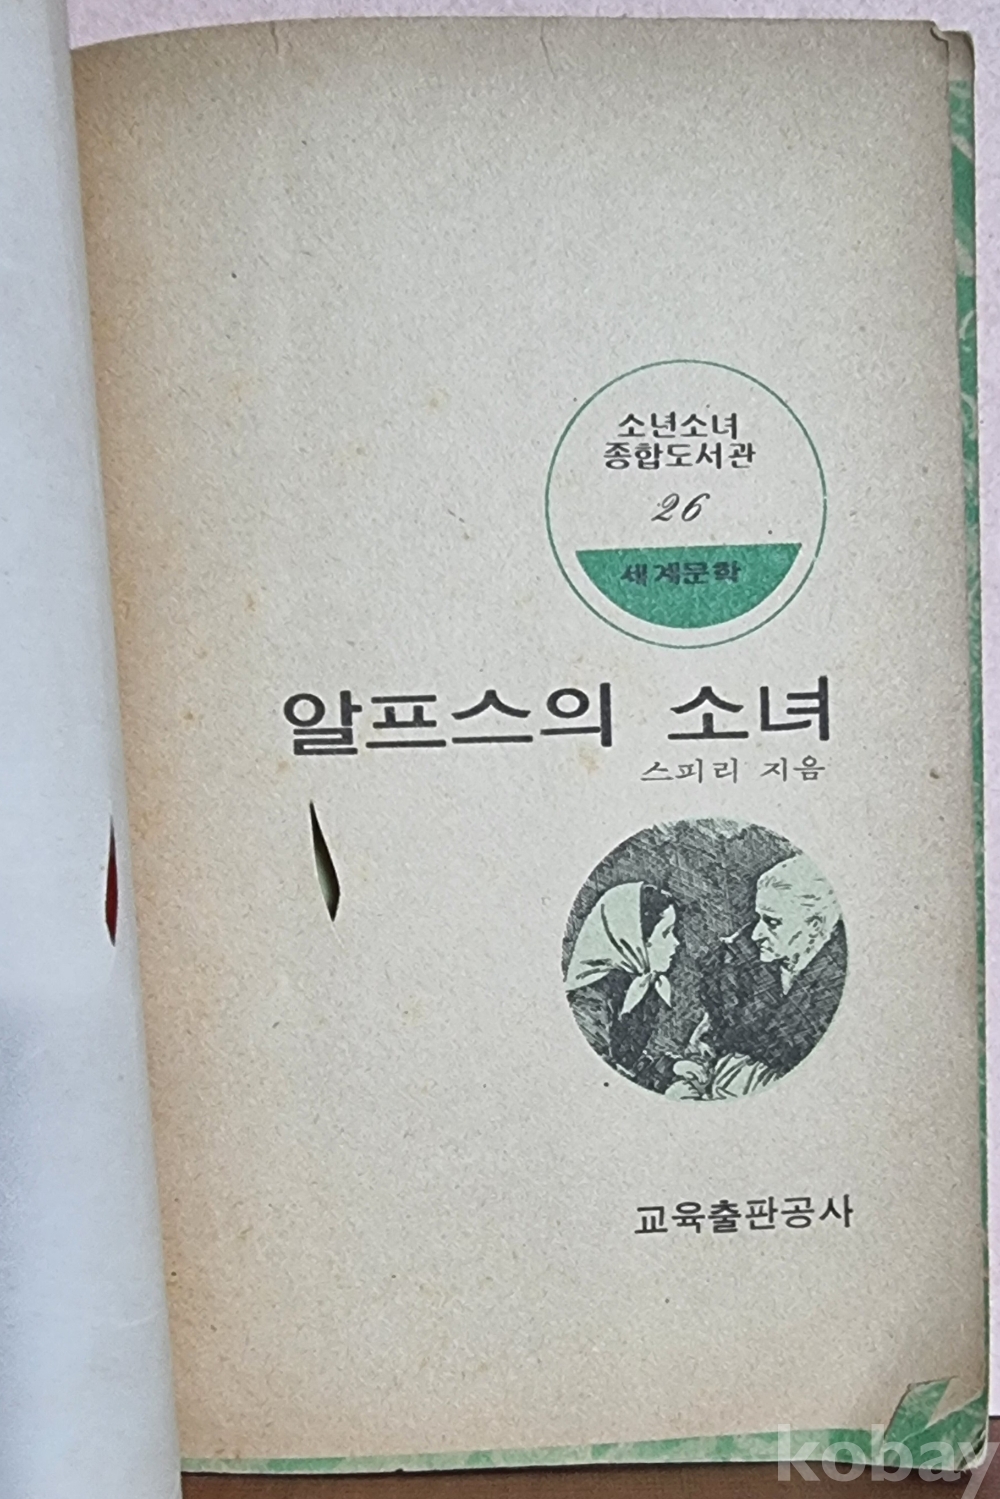 소년소녀
종합도서관
26
세계문학
알프스의 소녀
스피리 지음
교육출판공사
kobay